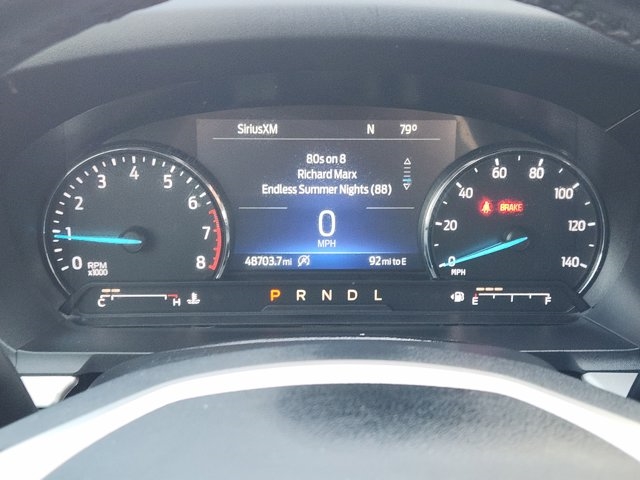 SiriusXM N 79°
80s on 8
Richard Marx
Endless Summer Nights (88)
0
MPH
48703.7 mi 92 mi to E
0 1 2 3 4 5 6 7 8
RPM
x1000
0 20 40 60 80 100 120 140
MPH
BRAKE
C H
P R N D L
E F